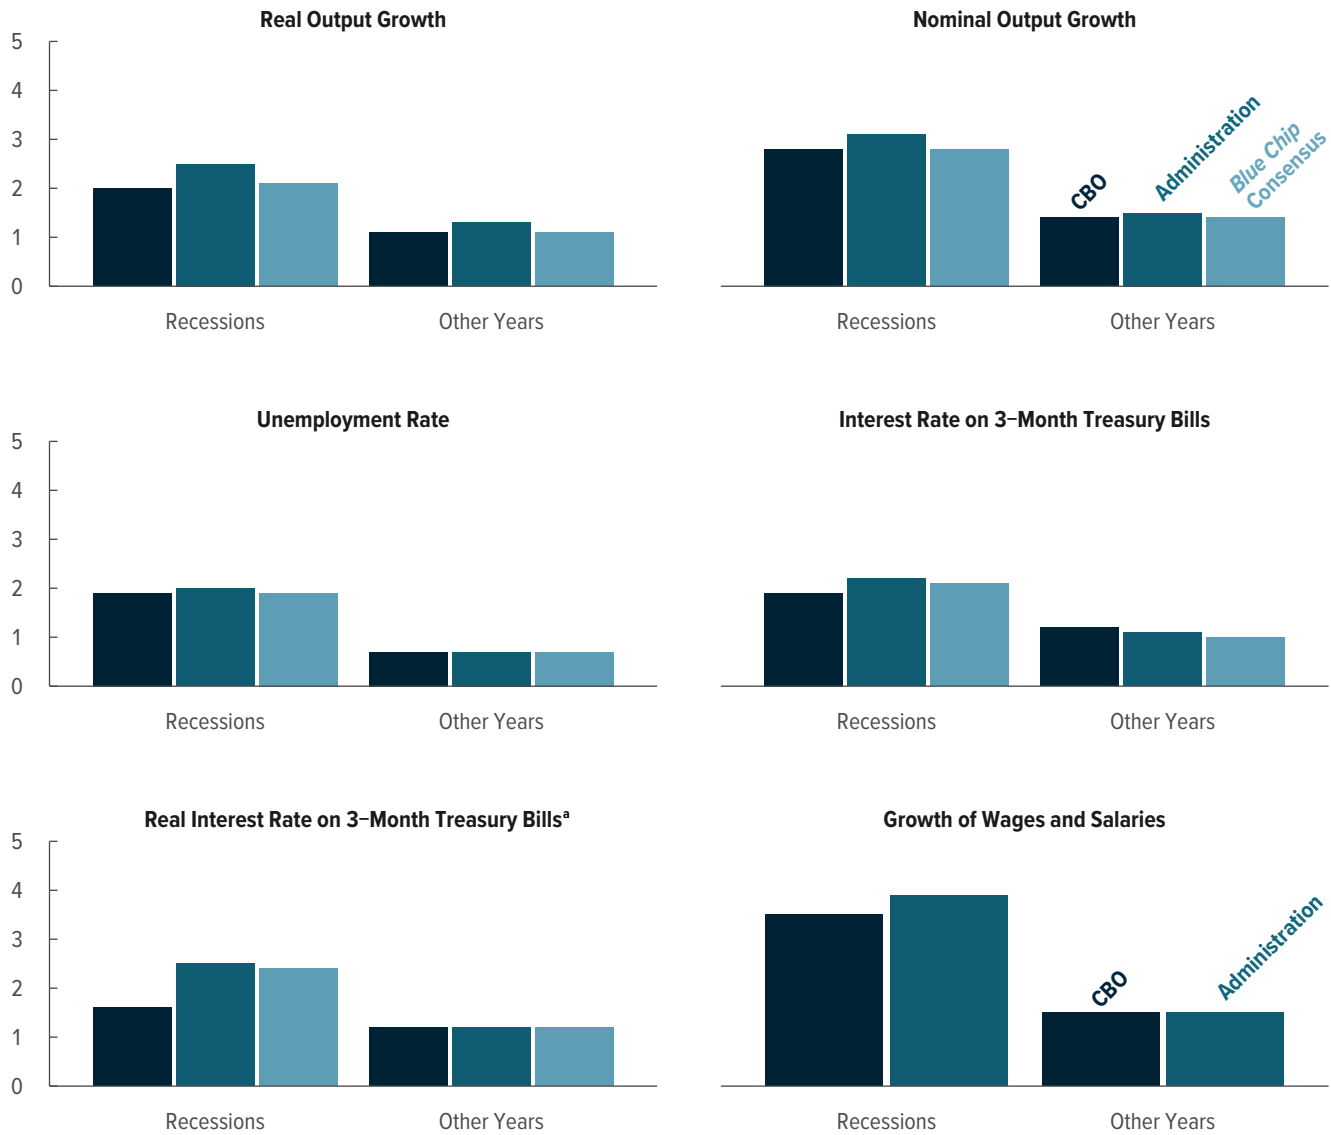 Real Output Growth
5
4
3
2
1
0
Recessions
Other Years
Nominal Output Growth
CBO
Administration
Blue Chip
Consensus
Recessions
Other Years
Unemployment Rate
5
4
3
2
1
0
Recessions
Other Years
Interest Rate on 3–Month Treasury Bills
Recessions
Other Years
Real Interest Rate on 3–Month Treasury Billsᵃ
5
4
3
2
1
0
Recessions
Other Years
Growth of Wages and Salaries
CBO
Administration
Recessions
Other Years